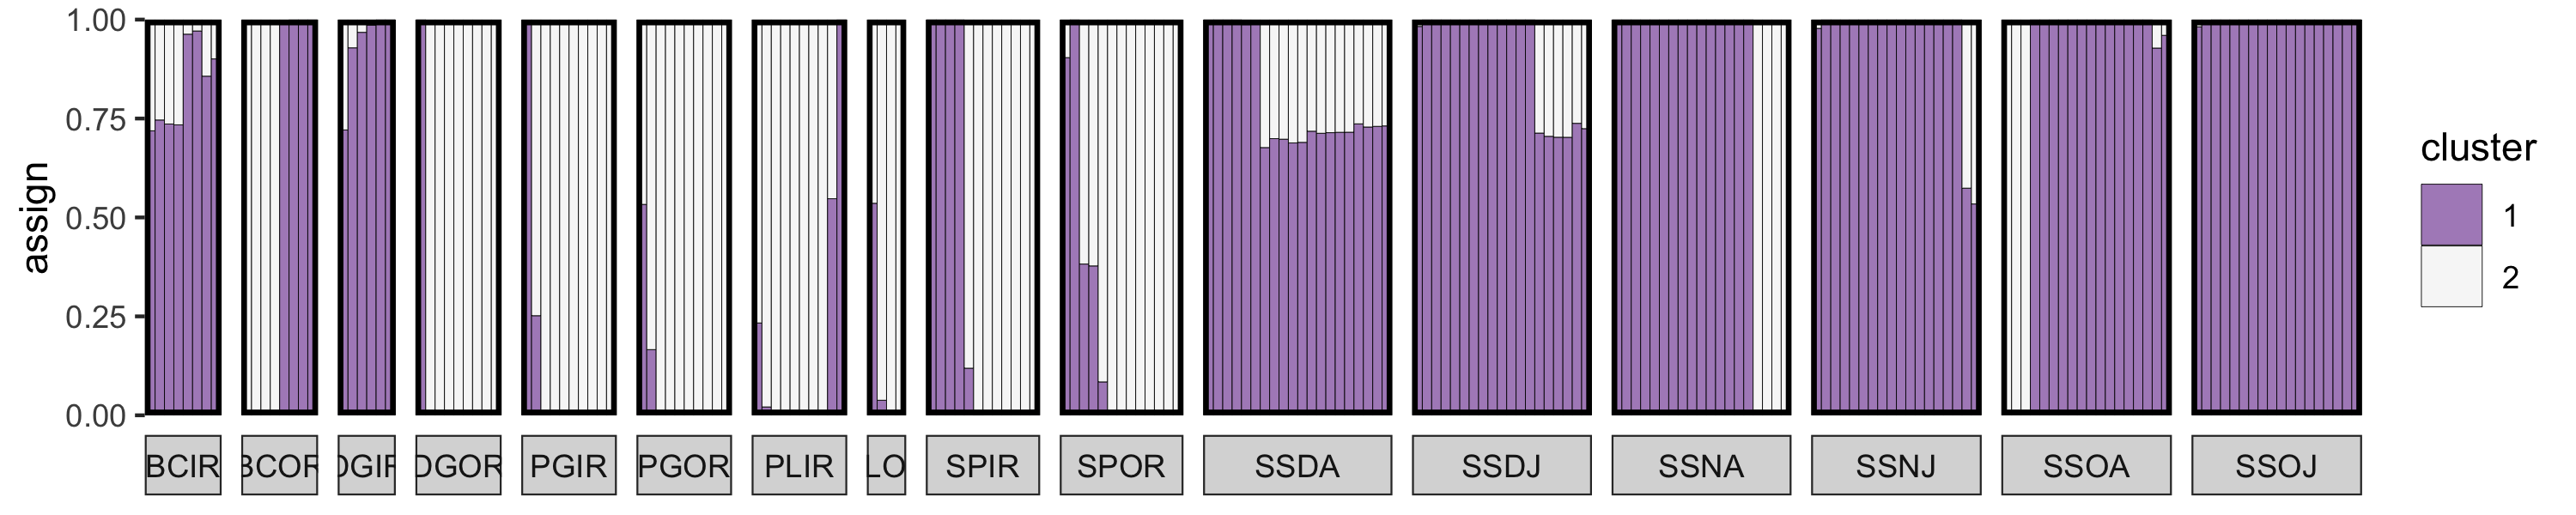 1.00
0.75
0.50
0.25
0.00
assign
BCIR
BCOR
DGIR
DGOR
PGIR
PGOR
PLIR
LO
SPIR
SPOR
SSDA
SSDJ
SSNA
SSNJ
SSOA
SSOJ
cluster
1
2